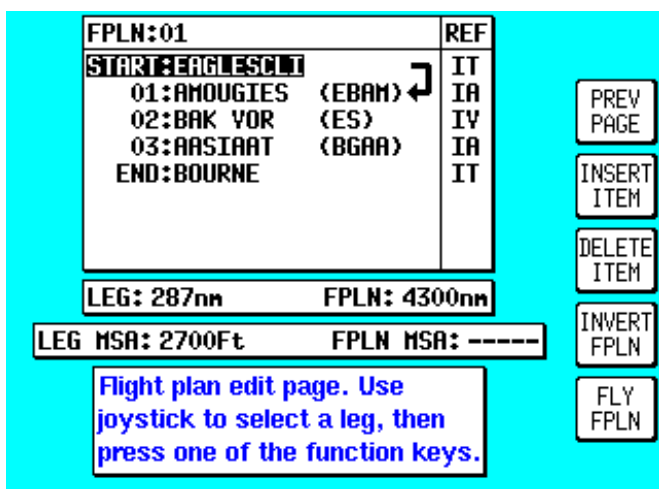 FPLN:01 REF
START:EAGLESCLI IT
01:AMOUGIES (EBAM) IA
02:BAK VOR (ES) IV
03:AASIAAT (BGAA) IA
END:BOURNE IT
LEG: 287nm FPLN: 4300nm
LEG MSA: 2700Ft FPLN MSA: -----
Flight plan edit page. Use
joystick to select a leg, then
press one of the function keys.
PREV
PAGE
INSERT
ITEM
DELETE
ITEM
INVERT
FPLN
FLY
FPLN